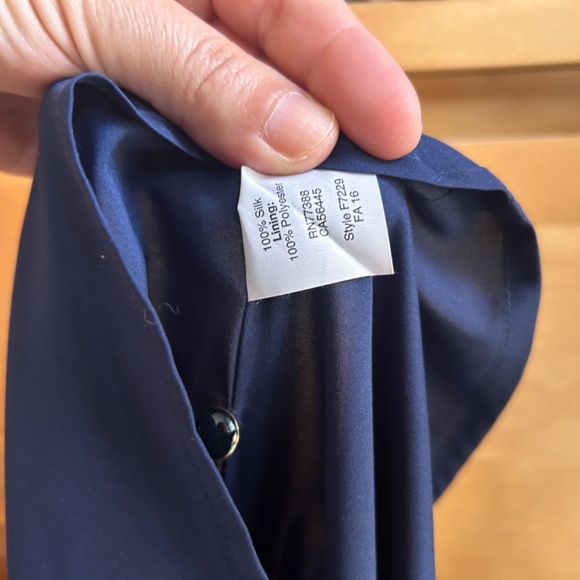 100% Silk
Lining:
100% Polyester
RN77388
CA56445
Style F7229
FA 16